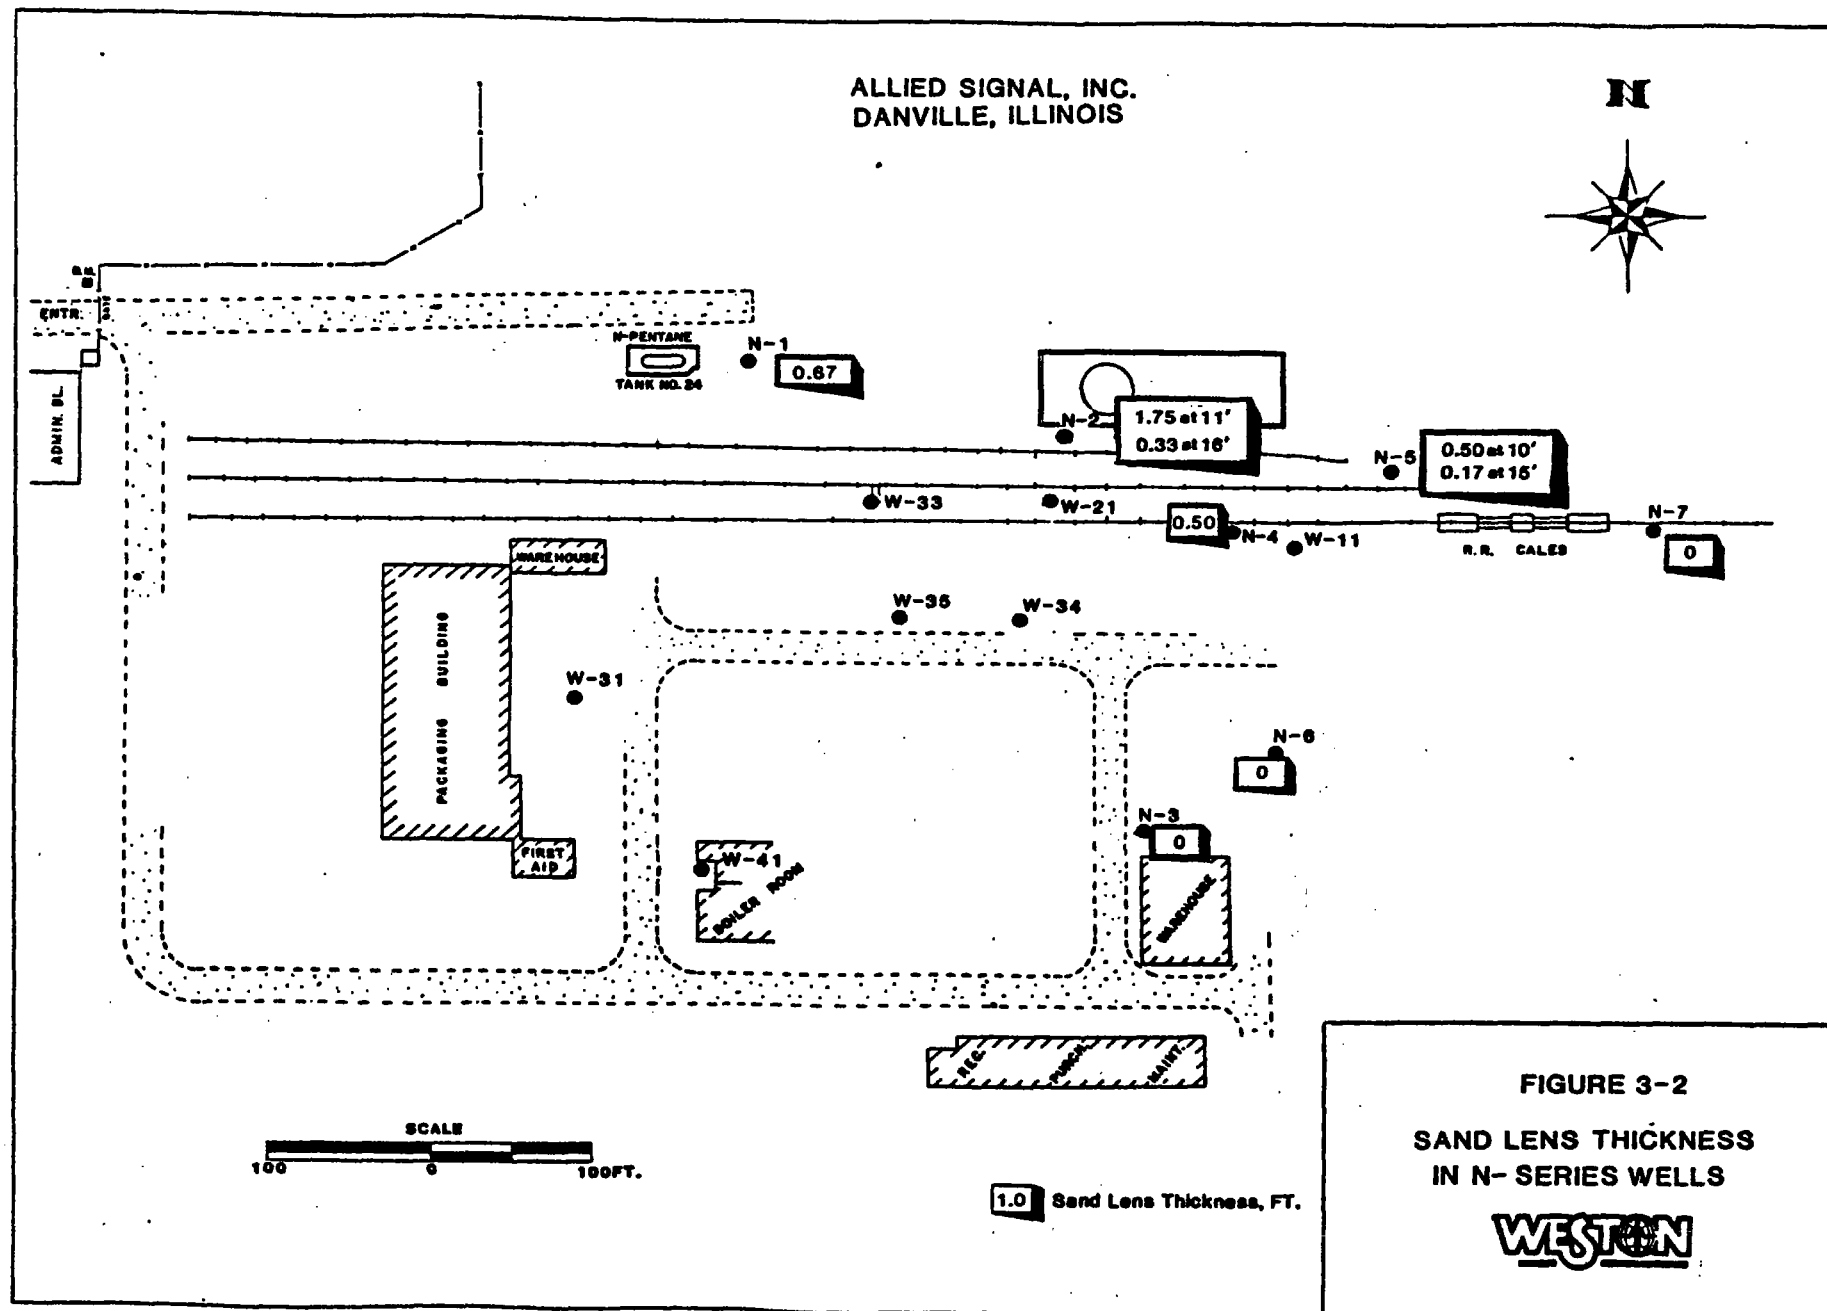 ALLIED SIGNAL, INC.
DANVILLE, ILLINOIS
N
ENTR.
GATE
ADMIN. BL.
N-PENTANE
TANK NO. 24
N-1
0.67
N-2
1.75 at 11'
0.33 at 16'
N-5
0.50 at 10'
0.17 at 15'
W-33
W-21
0.50
N-4
W-11
R.R. CALES
N-7
0
WAREHOUSE
PACKAGING BUILDING
W-35
W-34
W-31
N-6
0
N-3
0
FIRST
AID
W-41
BOILER ROOM
WAREHOUSE
REC.
PURCH.
MAINT.
SCALE
100
0
100FT.
1.0
Sand Lens Thickness, FT.
FIGURE 3-2
SAND LENS THICKNESS
IN N- SERIES WELLS
WESTON